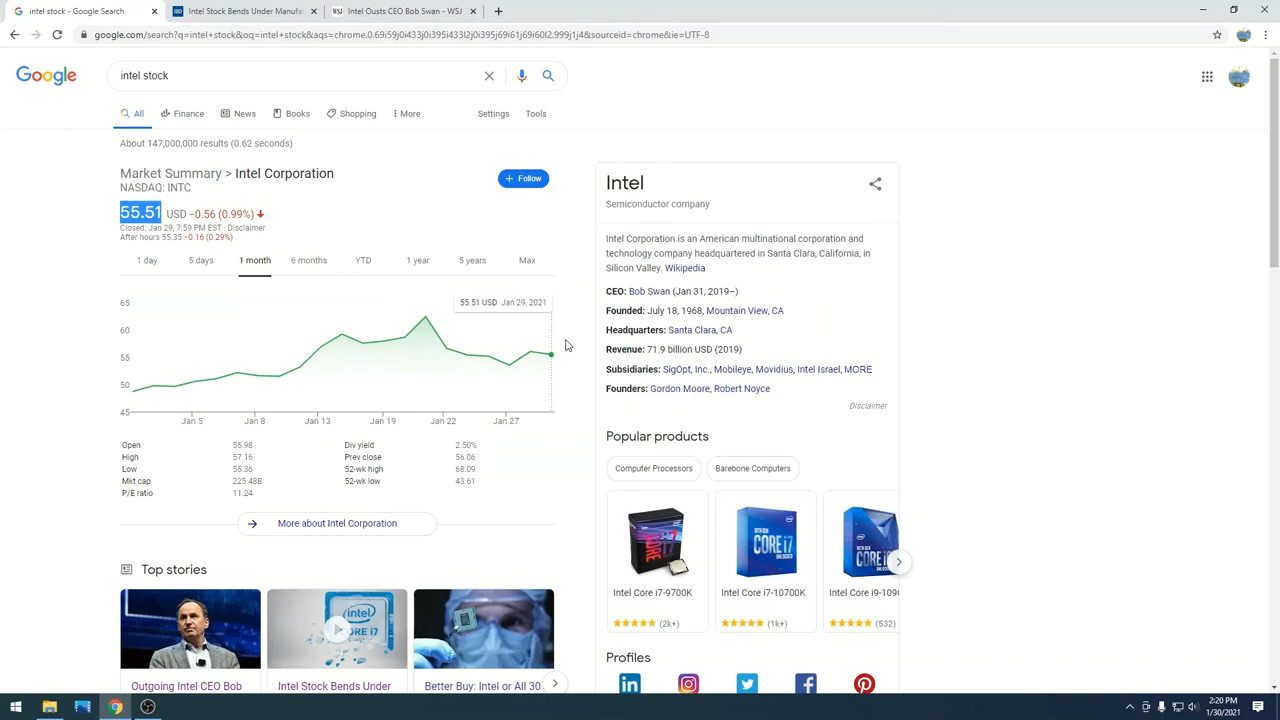 intel stock - Google Search
Intel Stock Bends Under Manufac
Intel Ousts CEO Bob Swan - WSJ
google.com/search?q=intel+stock&oq=intel+stock&aqs=chrome.0.69i59j0i433j0i395i433l2j0i395j69i61j69i60l2.999j1j4&sourceid=chrome&ie=UTF-8
Google
intel stock
All
Finance
News
Books
Shopping
More
Settings
Tools
About 147,000,000 results (0.62 seconds)
Market Summary > Intel Corporation
NASDAQ: INTC
Follow
55.51 USD −0.56 (0.99%)
Closed: Jan 29, 7:59 PM EST · Disclaimer
After hours 55.35 −0.16 (0.29%)
1 day
5 days
1 month
6 months
YTD
1 year
5 years
Max
55.51 USD Jan 29, 2021
65
60
55
50
45
Jan 5
Jan 8
Jan 13
Jan 19
Jan 22
Jan 27
Open 55.98
High 57.16
Low 55.36
Mkt cap 225.48B
P/E ratio 11.24
Div yield 2.50%
Prev close 56.06
52-wk high 68.09
52-wk low 43.61
More about Intel Corporation
Top stories
intel
CORE i7
Outgoing Intel CEO Bob
Intel Stock Bends Under
Better Buy: Intel or All 30
Intel
Semiconductor company
Intel Corporation is an American multinational corporation and
technology company headquartered in Santa Clara, California, in
Silicon Valley. Wikipedia
CEO: Bob Swan (Jan 31, 2019–)
Founded: July 18, 1968, Mountain View, CA
Headquarters: Santa Clara, CA
Revenue: 71.9 billion USD (2019)
Subsidiaries: SigOpt, Inc., Mobileye, Movidius, Intel Israel, MORE
Founders: Gordon Moore, Robert Noyce
Disclaimer
Popular products
Computer Processors
Barebone Computers
CORE i7
CORE i7
Intel Core i7-9700K
Intel Core i7-10700K
Intel Core i9-1090
(2k+)
(1k+)
(532)
Profiles
2:20 PM
1/30/2021